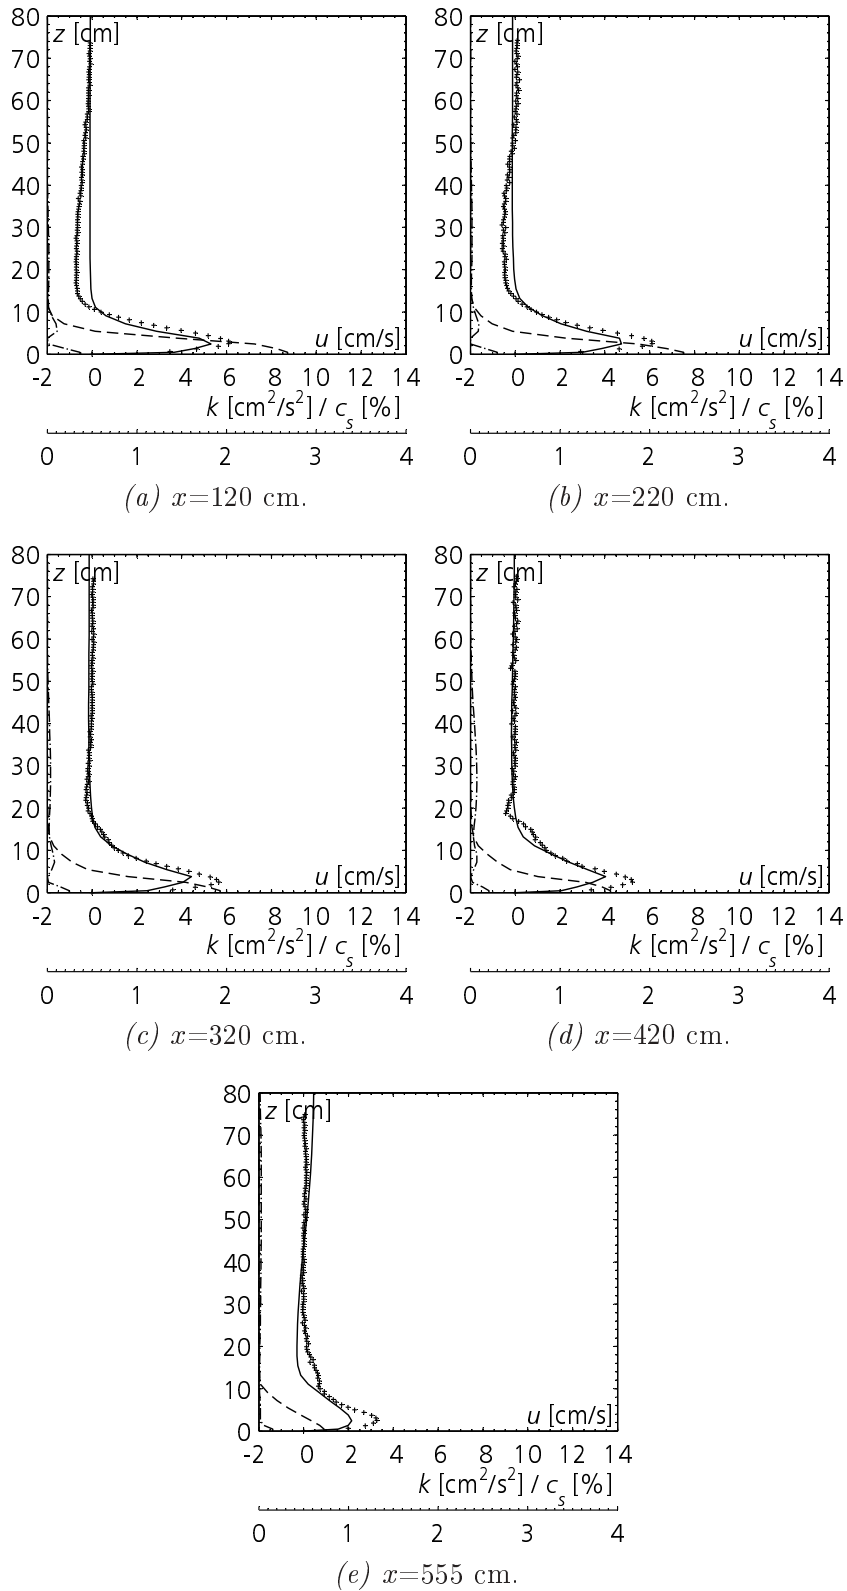 80 z [cm] 80 z [cm]
70 70
60 60
50 50
40 40
30 30
20 20
10 10
0 u [cm/s] 0 u [cm/s]
-2 0 2 4 6 8 10 12 14 -2 0 2 4 6 8 10 12 14
k [cm²/s²] / cₛ [%] k [cm²/s²] / cₛ [%]
0 1 2 3 4 0 1 2 3 4
(a) x=120 cm. (b) x=220 cm.
80 z [cm] 80 z [cm]
70 70
60 60
50 50
40 40
30 30
20 20
10 10
0 u [cm/s] 0 u [cm/s]
-2 0 2 4 6 8 10 12 14 -2 0 2 4 6 8 10 12 14
k [cm²/s²] / cₛ [%] k [cm²/s²] / cₛ [%]
0 1 2 3 4 0 1 2 3 4
(c) x=320 cm. (d) x=420 cm.
80 z [cm]
70
60
50
40
30
20
10
0 u [cm/s]
-2 0 2 4 6 8 10 12 14
k [cm²/s²] / cₛ [%]
0 1 2 3 4
(e) x=555 cm.